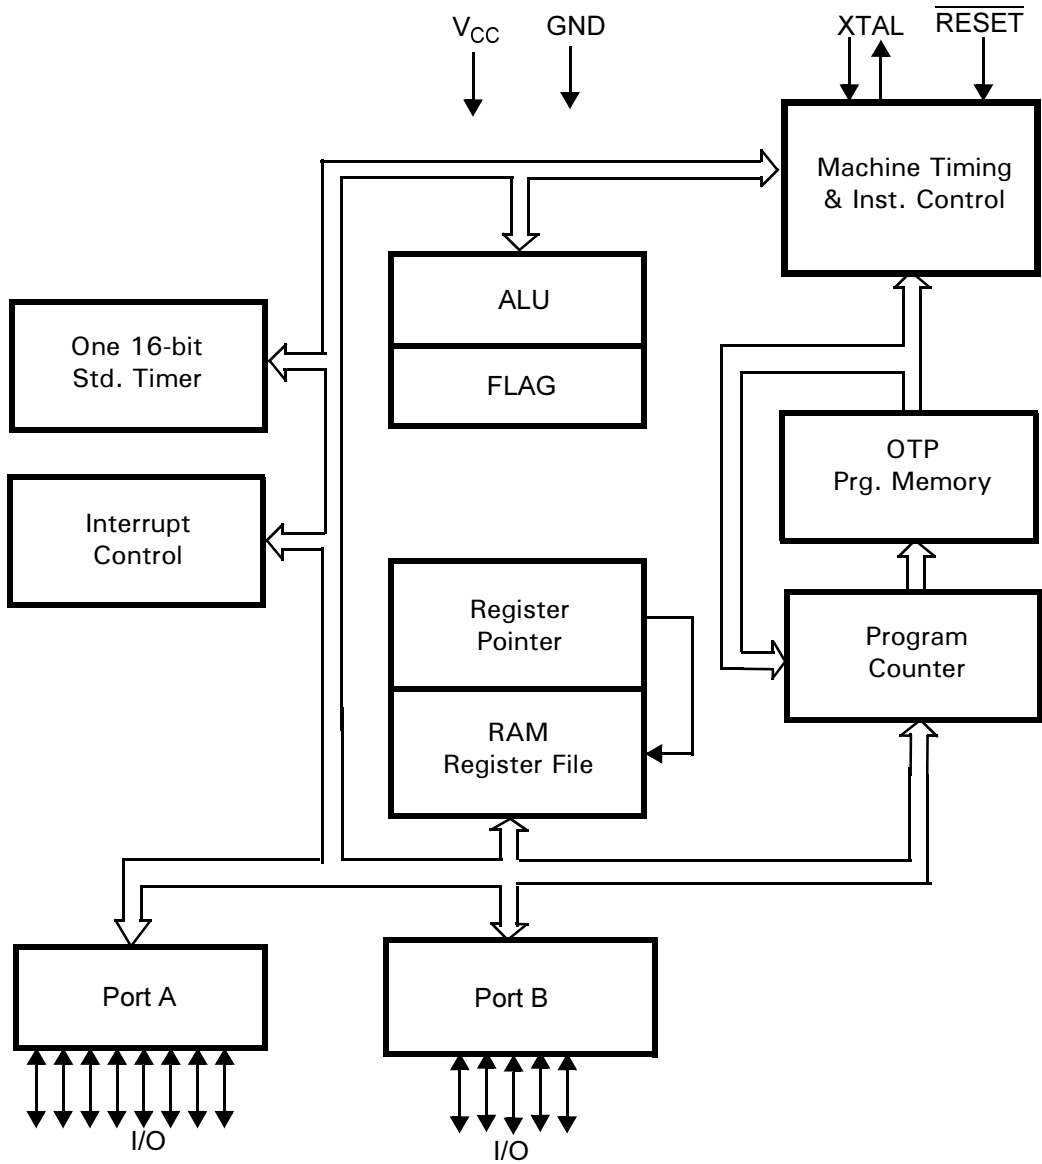 VCC
GND
XTAL
RESET
Machine Timing
& Inst. Control
ALU
FLAG
One 16-bit
Std. Timer
OTP
Prg. Memory
Interrupt
Control
Register
Pointer
Program
Counter
RAM
Register File
Port A
Port B
I/O
I/O